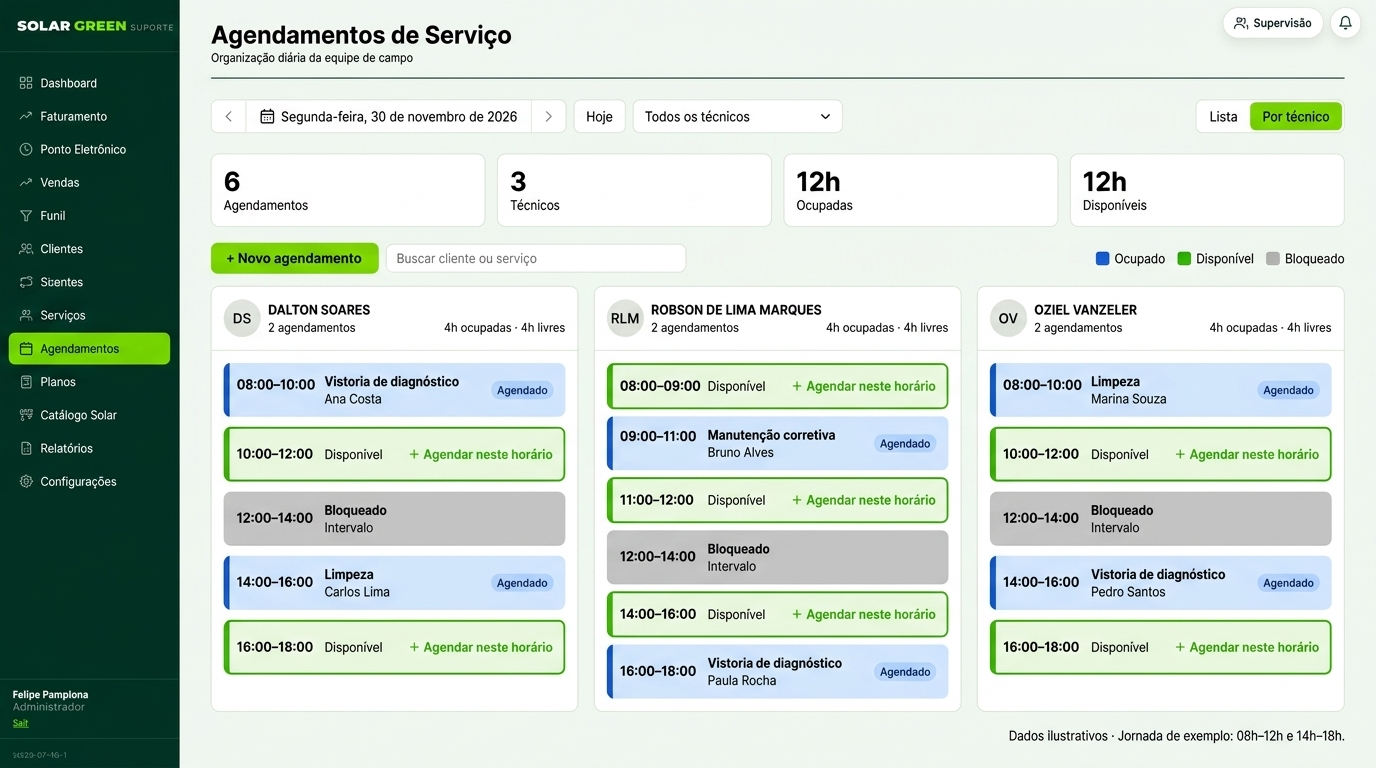 SOLAR GREEN SUPORTE
Dashboard
Faturamento
Ponto Eletrônico
Vendas
Funil
Clientes
Serviços
Agendamentos
Planos
Catálogo Solar
Relatórios
Configurações
Felipe Pamplona
Administrador
Agendamentos de Serviço
Organização diária da equipe de campo
Supervisão
Segunda-feira, 30 de novembro de 2026
Hoje
Todos os técnicos
Lista
Por técnico
6
Agendamentos
3
Técnicos
12h
Ocupadas
12h
Disponíveis
+ Novo agendamento
Buscar cliente ou serviço
Ocupado
Disponível
Bloqueado
DS
DALTON SOARES
2 agendamentos
4h ocupadas · 4h livres
08:00–10:00 Vistoria de diagnóstico
Ana Costa
Agendado
10:00–12:00 Disponível + Agendar neste horário
12:00–14:00 Bloqueado
Intervalo
14:00–16:00 Limpeza
Carlos Lima
Agendado
16:00–18:00 Disponível + Agendar neste horário
RLM
ROBSON DE LIMA MARQUES
2 agendamentos
4h ocupadas · 4h livres
08:00–09:00 Disponível + Agendar neste horário
09:00–11:00 Manutenção corretiva
Bruno Alves
Agendado
11:00–12:00 Disponível + Agendar neste horário
12:00–14:00 Bloqueado
Intervalo
14:00–16:00 Disponível + Agendar neste horário
16:00–18:00 Vistoria de diagnóstico
Paula Rocha
Agendado
OV
OZIEL VANZELER
2 agendamentos
4h ocupadas · 4h livres
08:00–10:00 Limpeza
Marina Souza
Agendado
10:00–12:00 Disponível + Agendar neste horário
12:00–14:00 Bloqueado
Intervalo
14:00–16:00 Vistoria de diagnóstico
Pedro Santos
Agendado
16:00–18:00 Disponível + Agendar neste horário
Dados ilustrativos · Jornada de exemplo: 08h–12h e 14h–18h.